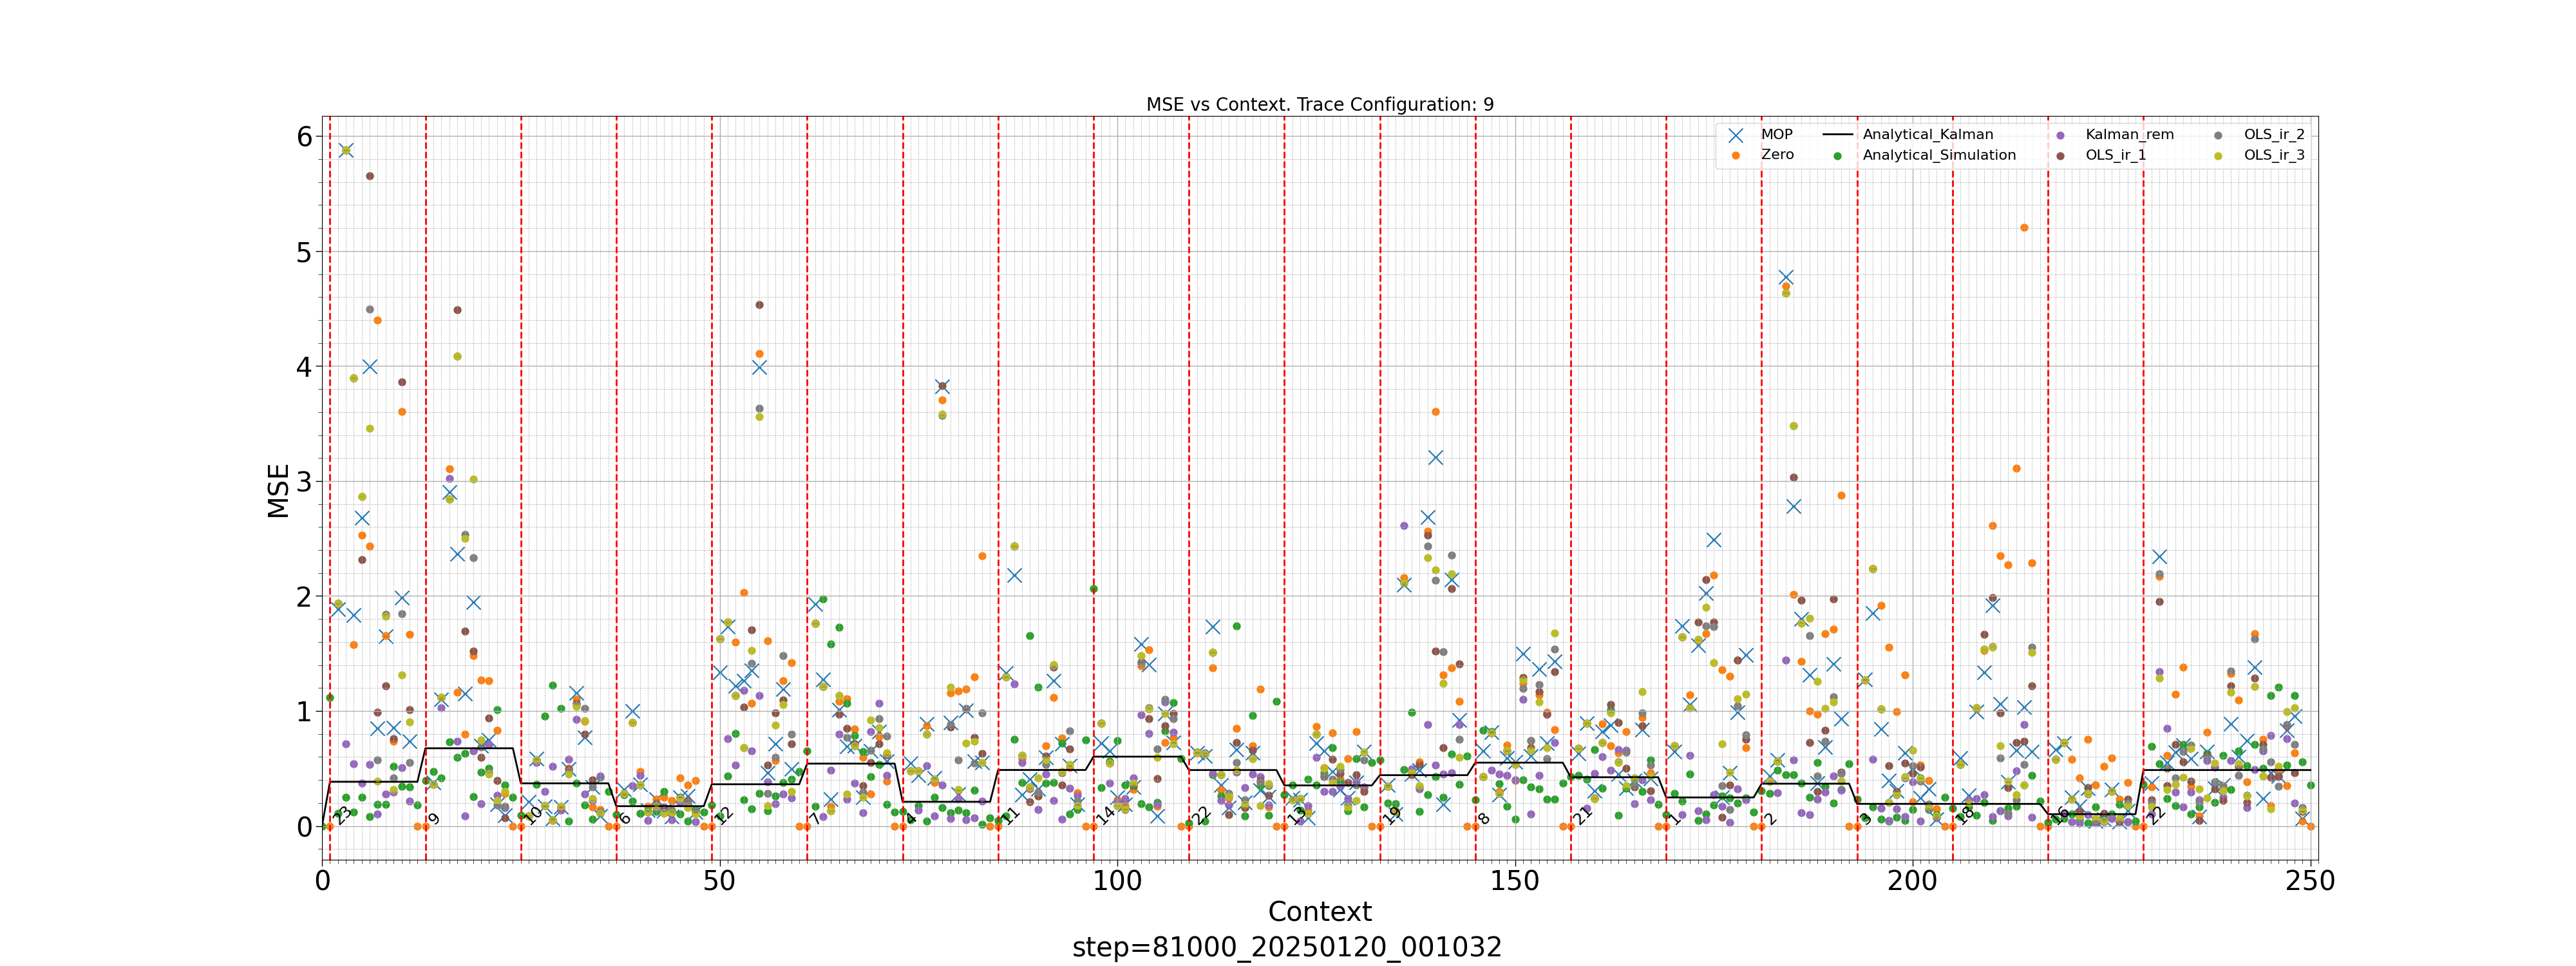 MSE vs Context. Trace Configuration: 9
MOP
Zero
Analytical_Kalman
Analytical_Simulation
Kalman_rem
OLS_ir_1
OLS_ir_2
OLS_ir_3
MSE
6
5
4
3
2
1
0
23
9
10
6
12
7
4
11
14
22
13
19
8
21
1
2
3
18
16
22
0
50
100
150
200
250
Context
step=81000_20250120_001032